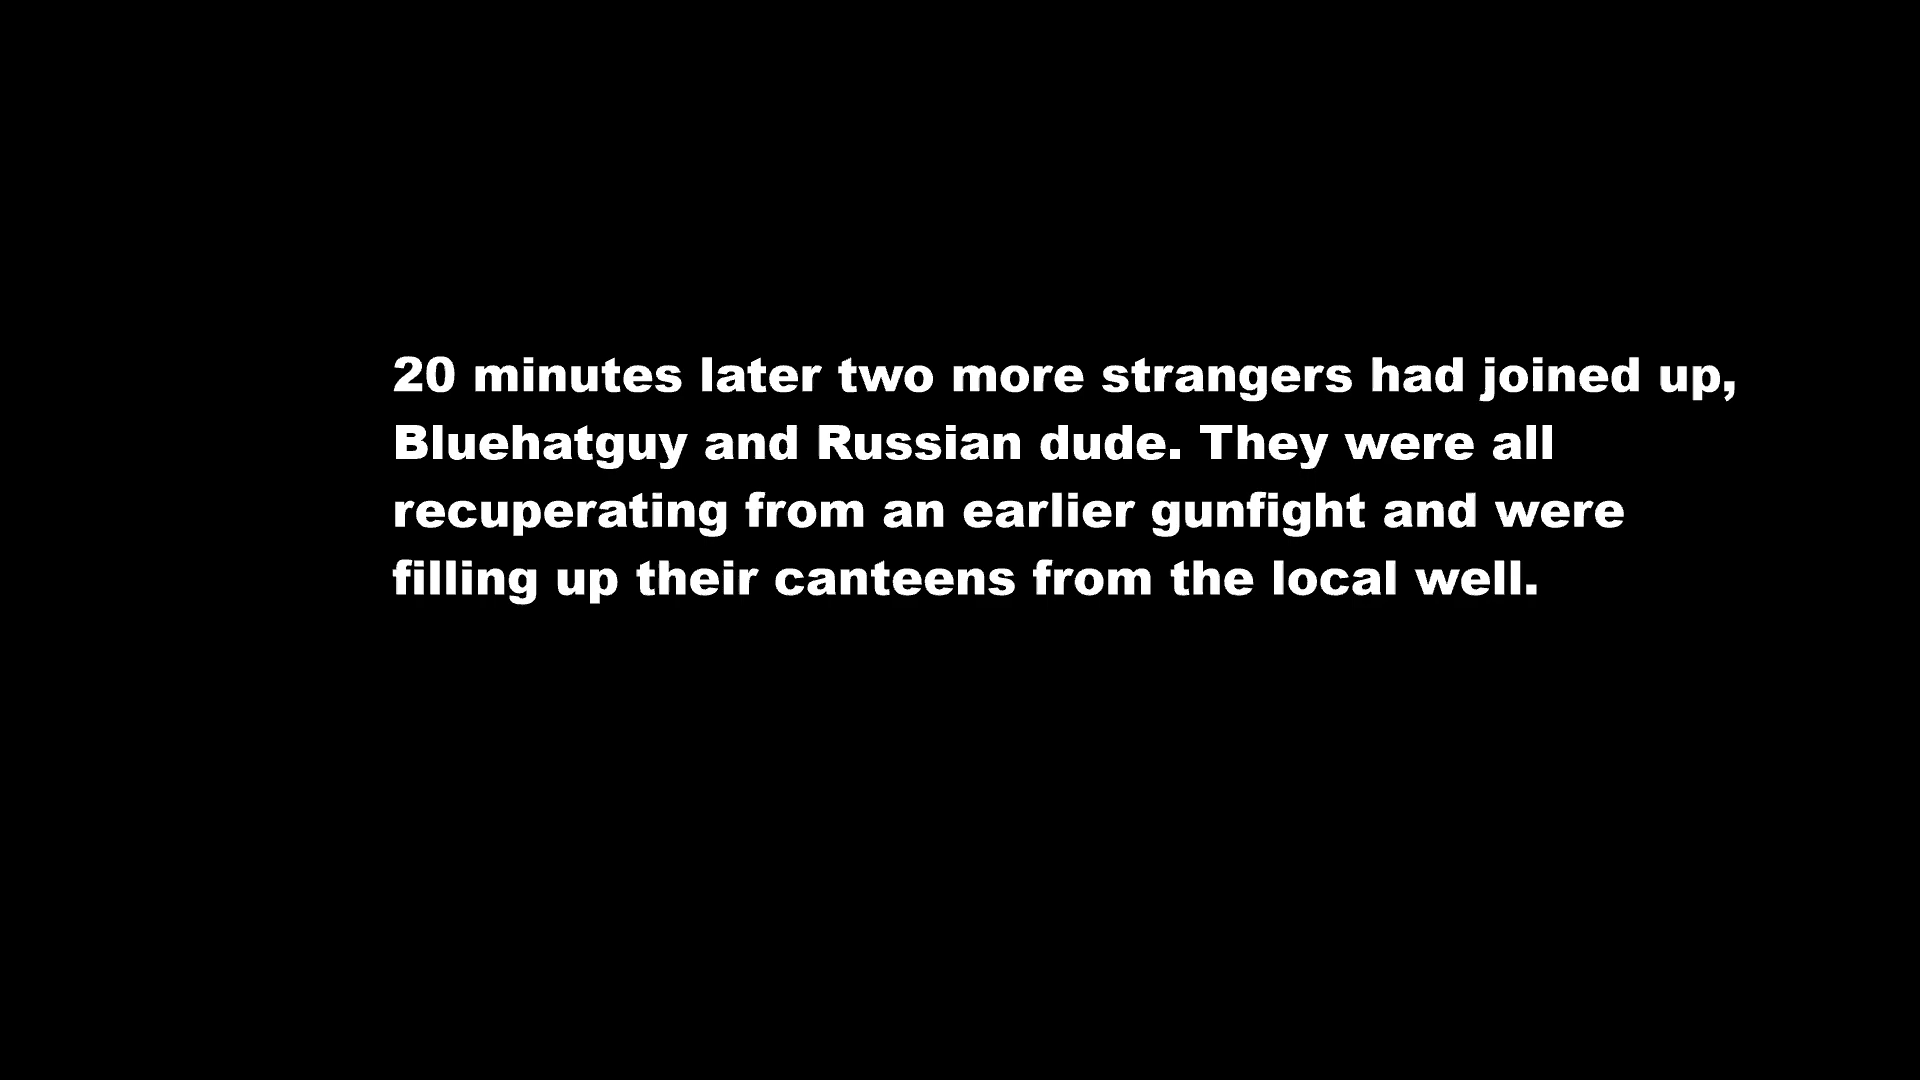 20 minutes later two more strangers had joined up,
Bluehatguy and Russian dude. They were all
recuperating from an earlier gunfight and were
filling up their canteens from the local well.